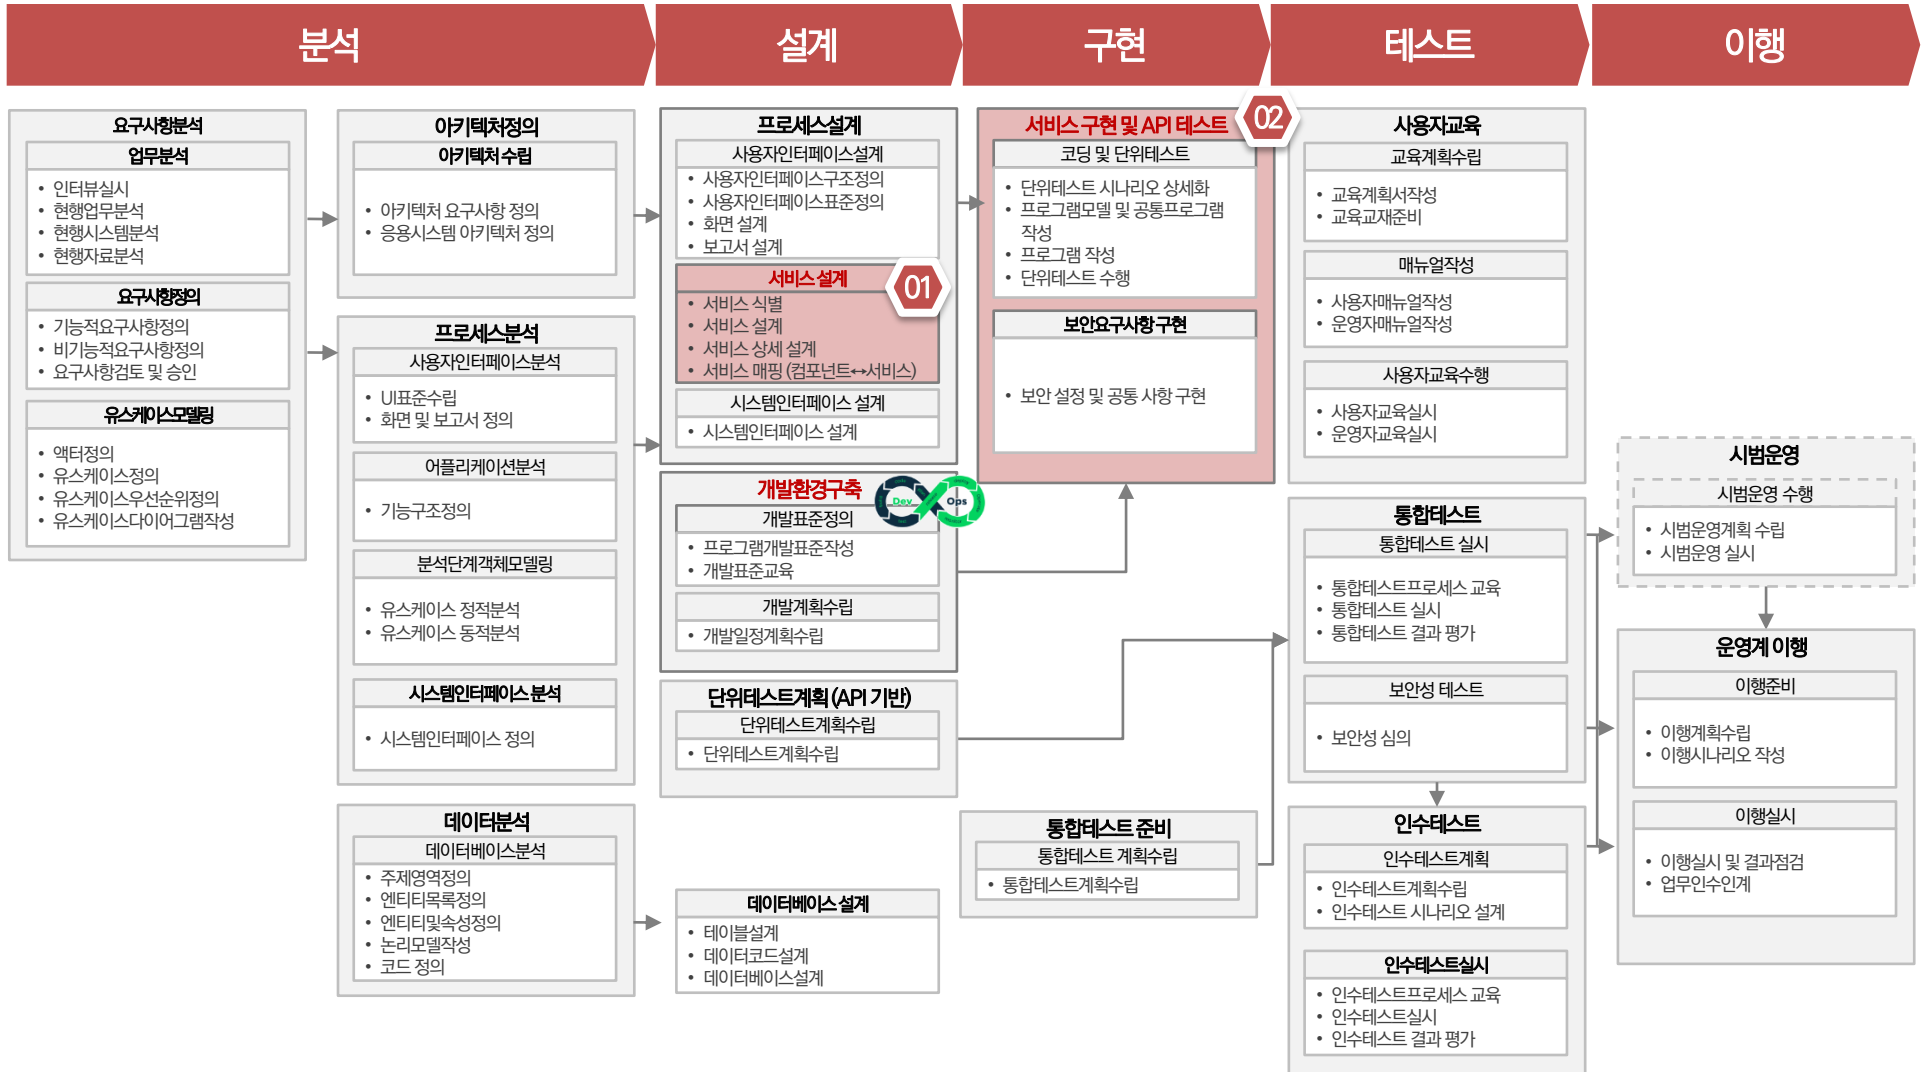 분석
설계
구현
테스트
이행
요구사항분석
업무분석
• 인터뷰실시
• 현행업무분석
• 현행시스템분석
• 현행자료분석
요구사항정의
• 기능적요구사항정의
• 비기능적요구사항정의
• 요구사항검토 및 승인
유스케이스모델링
• 액터정의
• 유스케이스정의
• 유스케이스우선순위정의
• 유스케이스다이어그램작성
아키텍처정의
아키텍처 수립
• 아키텍처 요구사항 정의
• 응용시스템 아키텍처 정의
프로세스분석
사용자인터페이스분석
• UI표준수립
• 화면 및 보고서 정의
어플리케이션분석
• 기능구조정의
분석단계객체모델링
• 유스케이스 정적분석
• 유스케이스 동적분석
시스템인터페이스 분석
• 시스템인터페이스 정의
데이터분석
데이터베이스분석
• 주제영역정의
• 엔티티목록정의
• 엔티티및속성정의
• 논리모델작성
• 코드 정의
프로세스설계
사용자인터페이스설계
• 사용자인터페이스구조정의
• 사용자인터페이스표준정의
• 화면 설계
• 보고서 설계
서비스 설계
01
• 서비스 식별
• 서비스 설계
• 서비스 상세 설계
• 서비스 매핑 (컴포넌트↔서비스)
시스템인터페이스 설계
• 시스템인터페이스 설계
개발환경구축
Dev
Ops
개발표준정의
• 프로그램개발표준작성
• 개발표준교육
개발계획수립
• 개발일정계획수립
단위테스트계획 (API 기반)
단위테스트계획수립
• 단위테스트계획수립
데이터베이스 설계
• 테이블설계
• 데이터코드설계
• 데이터베이스설계
서비스 구현 및 API 테스트
02
코딩 및 단위테스트
• 단위테스트 시나리오 상세화
• 프로그램모델 및 공통프로그램
작성
• 프로그램 작성
• 단위테스트 수행
보안요구사항 구현
• 보안 설정 및 공통 사항 구현
통합테스트 준비
통합테스트 계획수립
• 통합테스트계획수립
사용자교육
교육계획수립
• 교육계획서작성
• 교육교재준비
매뉴얼작성
• 사용자매뉴얼작성
• 운영자매뉴얼작성
사용자교육수행
• 사용자교육실시
• 운영자교육실시
통합테스트
통합테스트 실시
• 통합테스트프로세스 교육
• 통합테스트 실시
• 통합테스트 결과 평가
보안성 테스트
• 보안성 심의
인수테스트
인수테스트계획
• 인수테스트계획수립
• 인수테스트 시나리오 설계
인수테스트실시
• 인수테스트프로세스 교육
• 인수테스트실시
• 인수테스트 결과 평가
시범운영
시범운영 수행
• 시범운영계획 수립
• 시범운영 실시
운영계 이행
이행준비
• 이행계획수립
• 이행시나리오 작성
이행실시
• 이행실시 및 결과점검
• 업무인수인계